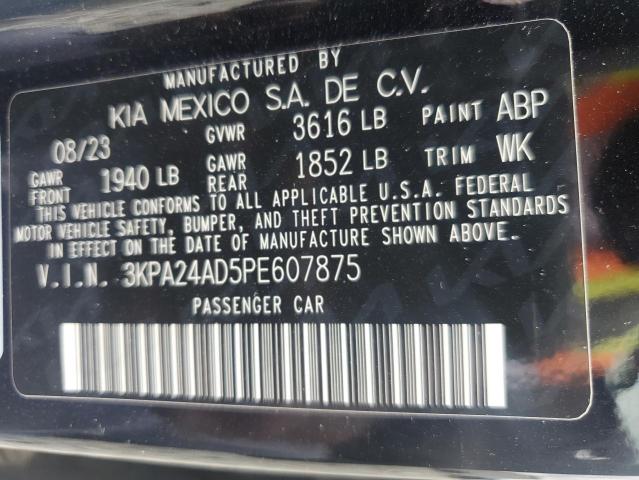 MANUFACTURED BY
KIA MEXICO S.A. DE C.V.
08/23 GVWR 3616 LB PAINT ABP
GAWR FRONT 1940 LB GAWR REAR 1852 LB TRIM WK
THIS VEHICLE CONFORMS TO ALL APPLICABLE U.S.A. FEDERAL
MOTOR VEHICLE SAFETY, BUMPER, AND THEFT PREVENTION STANDARDS
IN EFFECT ON THE DATE OF MANUFACTURE SHOWN ABOVE.
V.I.N. 3KPA24AD5PE607875
PASSENGER CAR